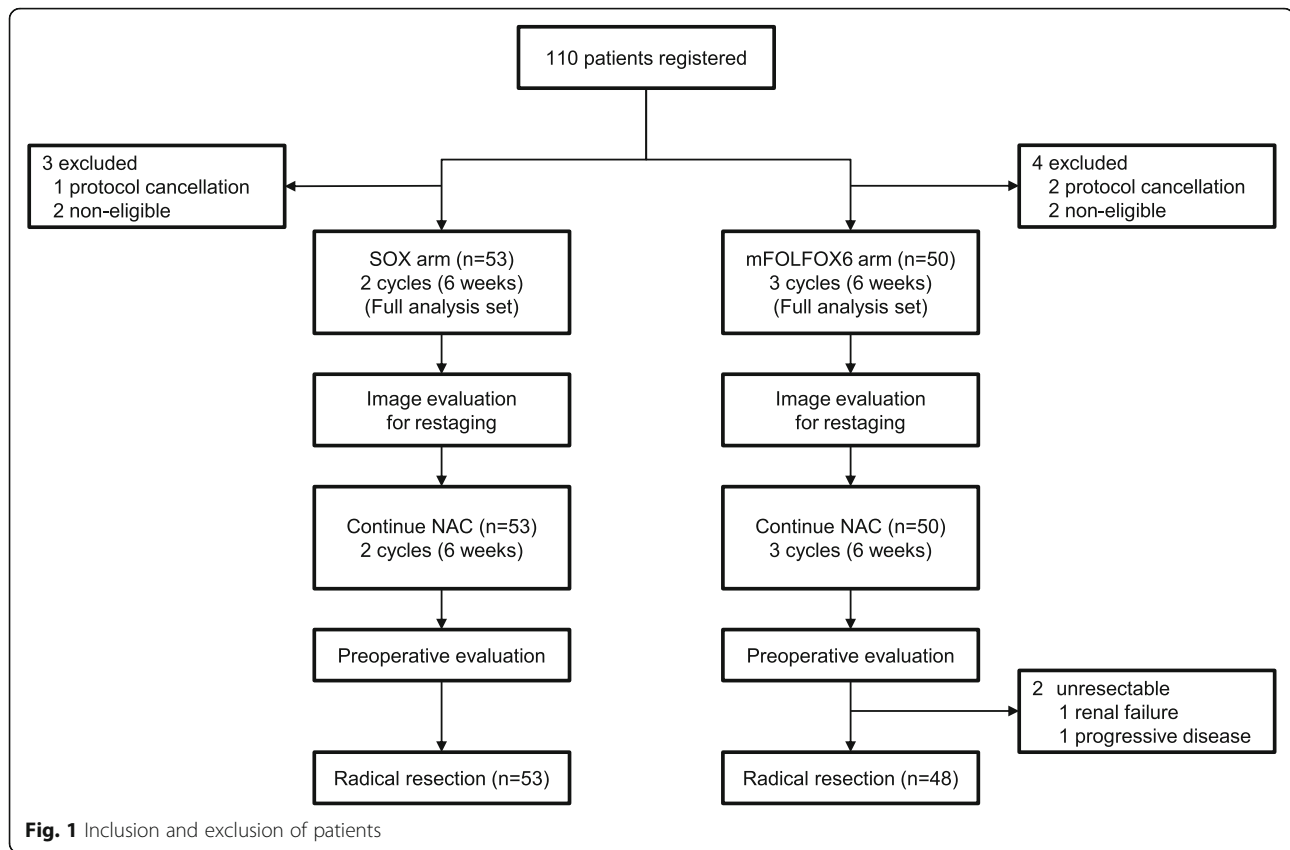 110 patients registered
3 excluded
1 protocol cancellation
2 non-eligible
4 excluded
2 protocol cancellation
2 non-eligible
SOX arm (n=53)
2 cycles (6 weeks)
(Full analysis set)
mFOLFOX6 arm (n=50)
3 cycles (6 weeks)
(Full analysis set)
Image evaluation
for restaging
Image evaluation
for restaging
Continue NAC (n=53)
2 cycles (6 weeks)
Continue NAC (n=50)
3 cycles (6 weeks)
Preoperative evaluation
Preoperative evaluation
2 unresectable
1 renal failure
1 progressive disease
Radical resection (n=53)
Radical resection (n=48)
Fig. 1 Inclusion and exclusion of patients